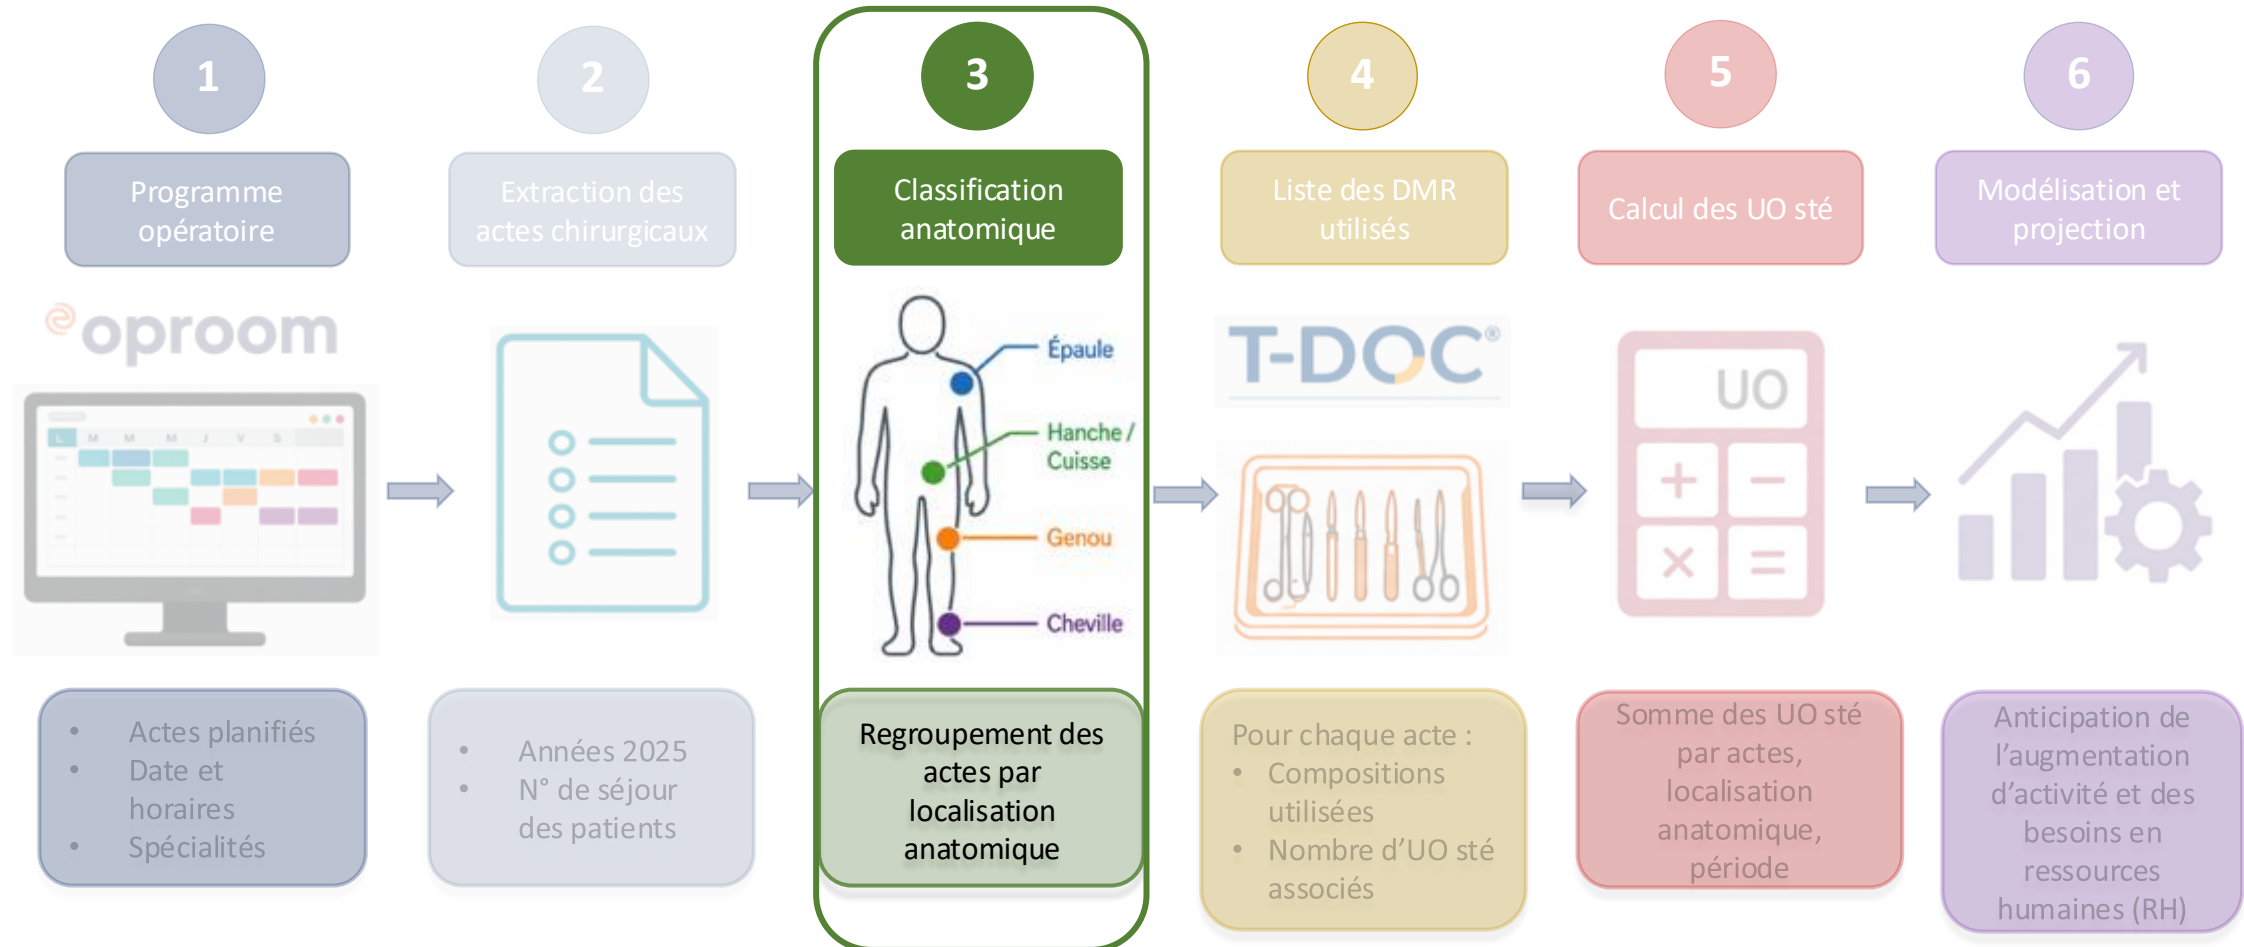 1
2
3
4
5
6
Programme
opératoire
Extraction des
actes chirurgicaux
Classification
anatomique
Liste des DMR
utilisés
Calcul des UO sté
Modélisation et
projection
oproom
L M M M J V S
Épaule
Hanche /
Cuisse
Genou
Cheville
T-DOC®
UO
+ −
× =
• Actes planifiés
• Date et
horaires
• Spécialités
• Années 2025
• N° de séjour
des patients
Regroupement des
actes par
localisation
anatomique
Pour chaque acte :
• Compositions
utilisées
• Nombre d’UO sté
associés
Somme des UO sté
par actes,
localisation
anatomique,
période
Anticipation de
l’augmentation
d’activité et des
besoins en
ressources
humaines (RH)